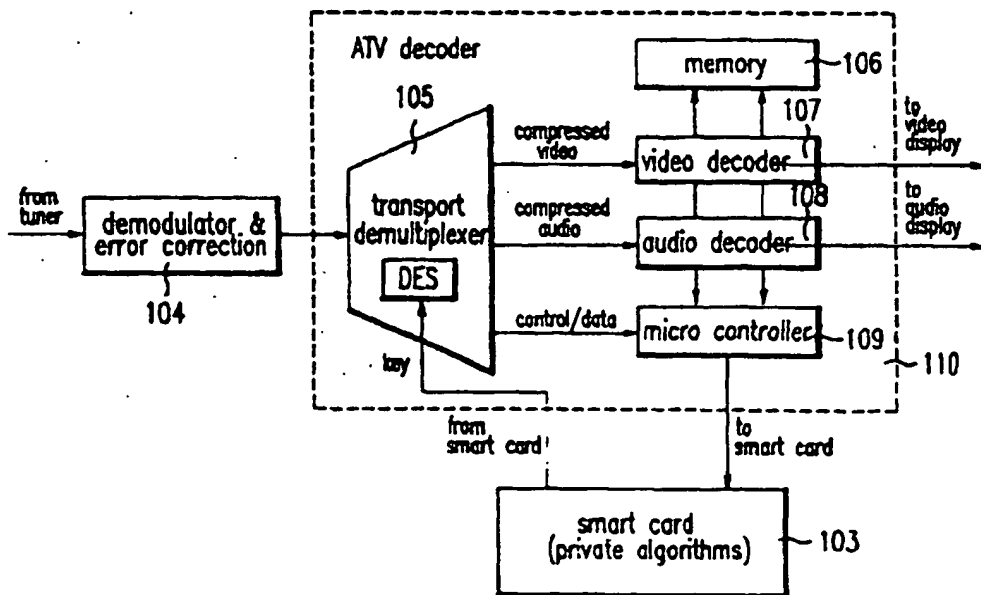 ATV decoder
memory
106
105
107
to
video
display
compressed
video
video decoder
108
from
tuner
demodulator &
error correction
transport
demultiplexer
compressed
audio
audio decoder
to
audio
display
DES
104
control/data
micro controller
109
key
110
from
smart card
to
smart card
smart card
(private algorithms)
103